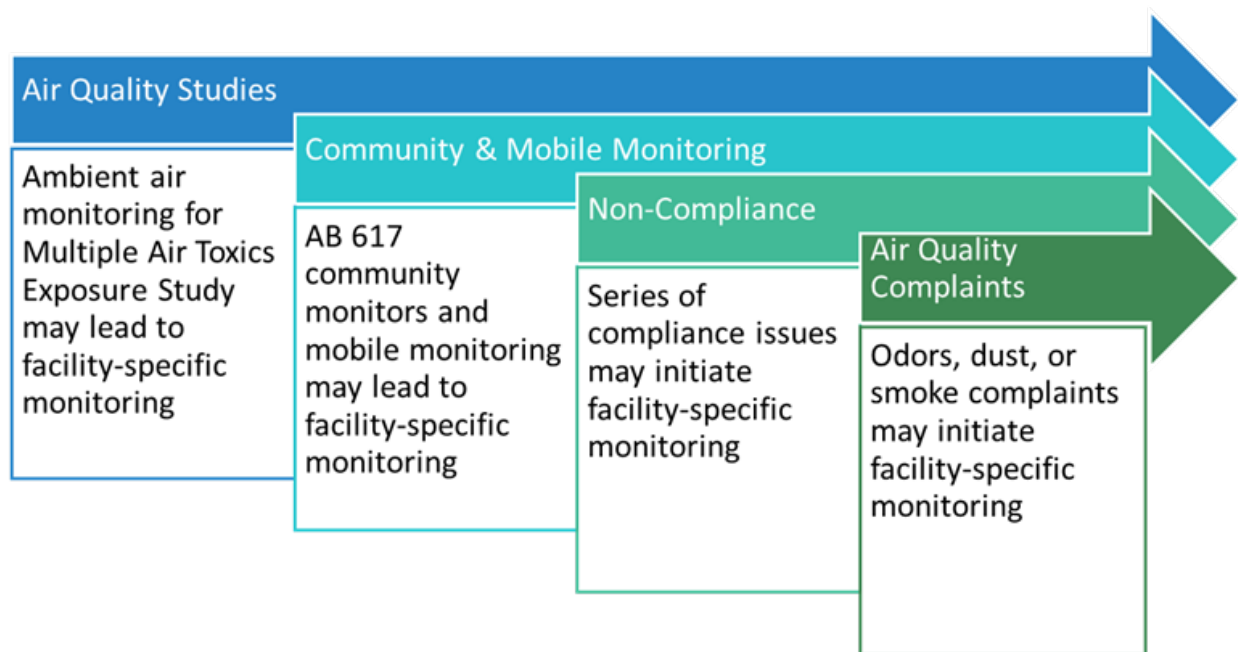 Air Quality Studies
Ambient air
monitoring for
Multiple Air Toxics
Exposure Study
may lead to
facility-specific
monitoring
Community & Mobile Monitoring
AB 617
community
monitors and
mobile monitoring
may lead to
facility-specific
monitoring
Non-Compliance
Series of
compliance issues
may initiate
facility-specific
monitoring
Air Quality
Complaints
Odors, dust, or
smoke complaints
may initiate
facility-specific
monitoring